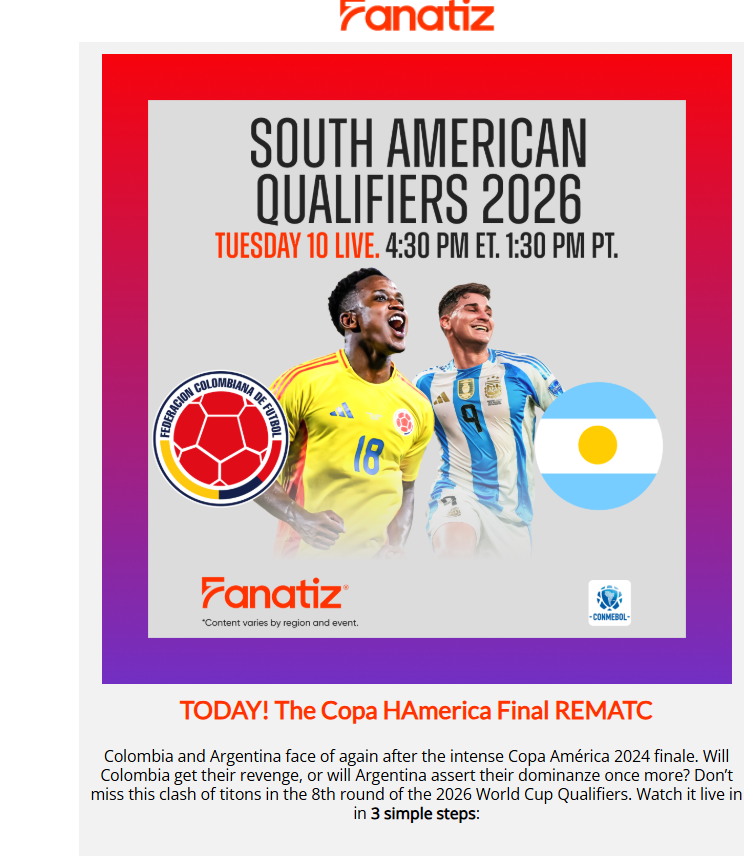 Fanatiz
SOUTH AMERICAN
QUALIFIERS 2026
TUESDAY 10 LIVE. 4:30 PM ET. 1:30 PM PT.
FEDERACION COLOMBIANA DE FUTBOL
18
9
9
Fanatiz®
*Content varies by region and event.
CONMEBOL
TODAY! The Copa HAmerica Final REMATC
Colombia and Argentina face of again after the intense Copa América 2024 finale. Will
Colombia get their revenge, or will Argentina assert their dominanze once more? Don't
miss this clash of titons in the 8th round of the 2026 World Cup Qualifiers. Watch it live in
in 3 simple steps: